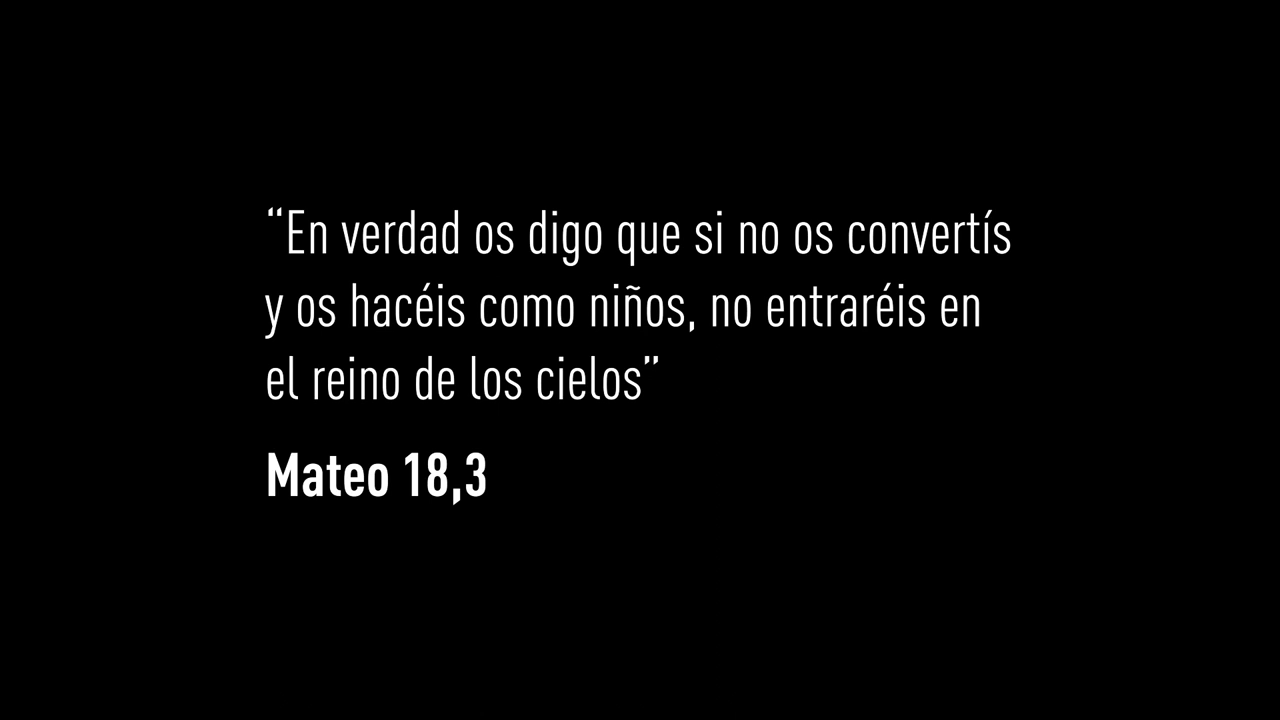 “En verdad os digo que si no os convertís
y os hacéis como niños, no entraréis en
el reino de los cielos”
Mateo 18,3